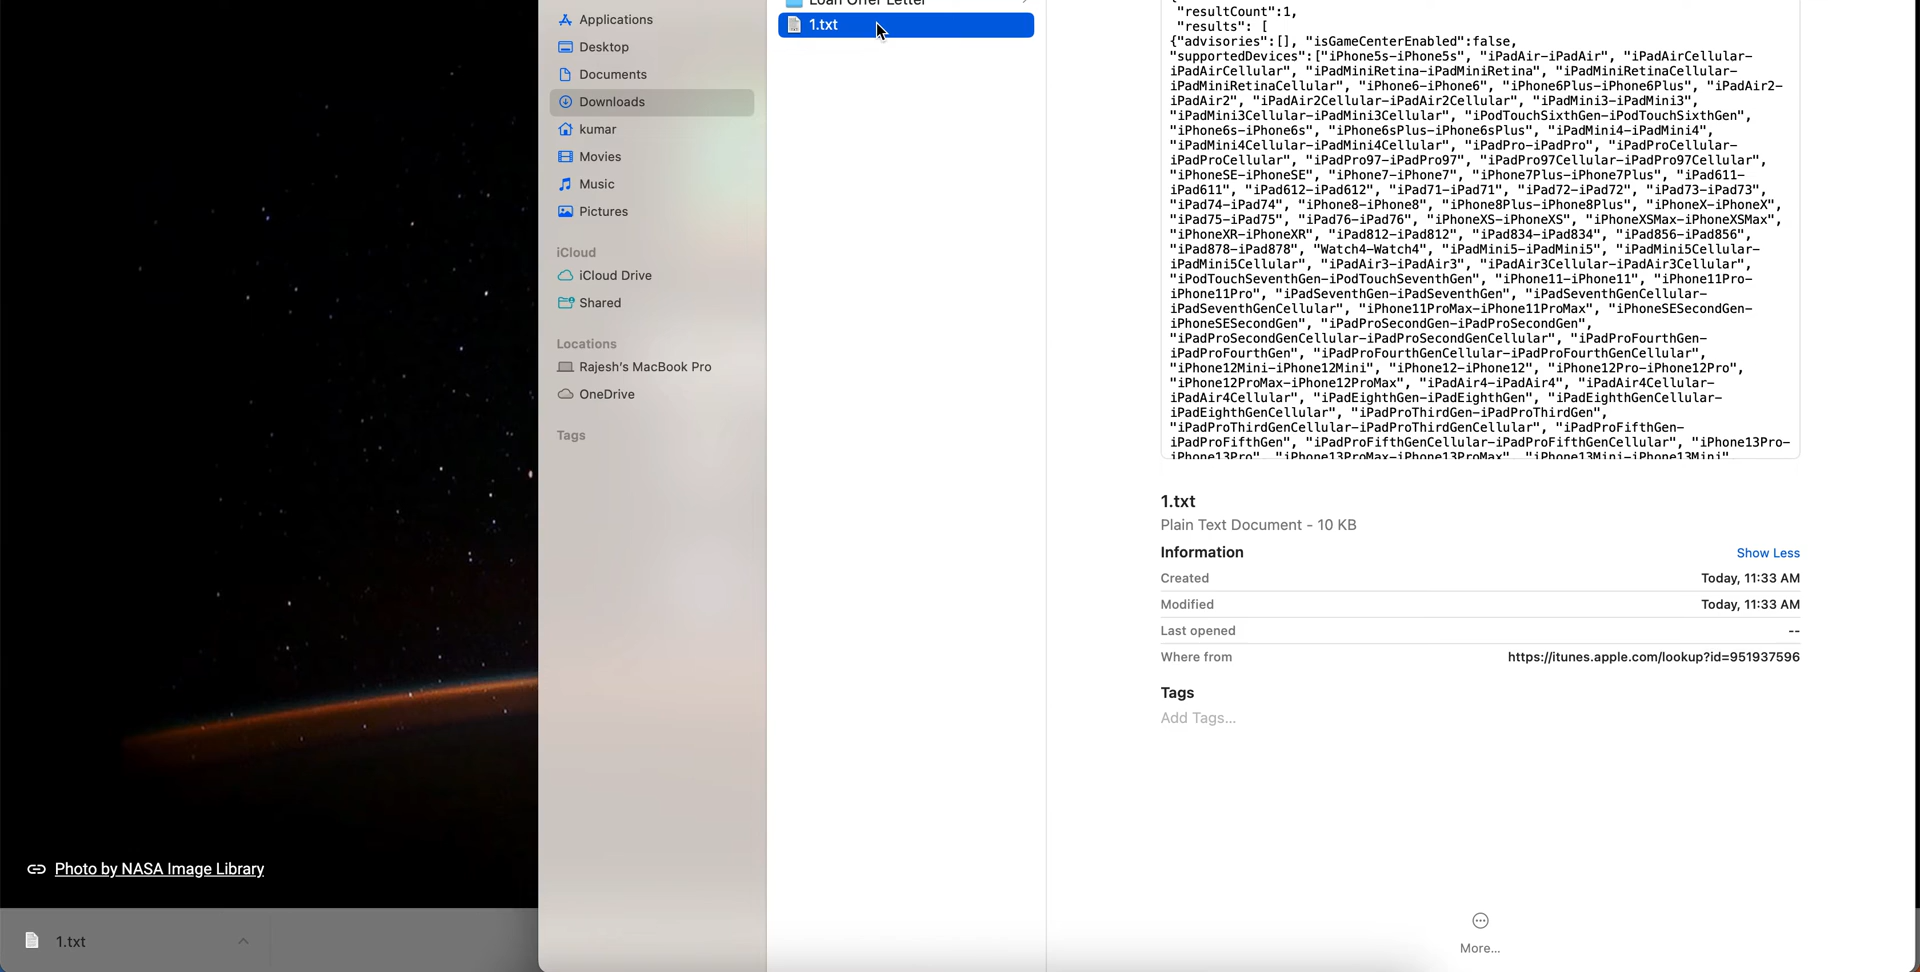 Applications
Desktop
Documents
Downloads
kumar
Movies
Music
Pictures
iCloud
iCloud Drive
Shared
Locations
Rajesh's MacBook Pro
OneDrive
Tags
Loan Offer Letter
1.txt
"resultCount":1,
"results": [
{"advisories":[], "isGameCenterEnabled":false,
"supportedDevices":["iPhone5s-iPhone5s", "iPadAir-iPadAir", "iPadAirCellular-
iPadAirCellular", "iPadMiniRetina-iPadMiniRetina", "iPadMiniRetinaCellular-
iPadMiniRetinaCellular", "iPhone6-iPhone6", "iPhone6Plus-iPhone6Plus", "iPadAir2-
iPadAir2", "iPadAir2Cellular-iPadAir2Cellular", "iPadMini3-iPadMini3",
"iPadMini3Cellular-iPadMini3Cellular", "iPodTouchSixthGen-iPodTouchSixthGen",
"iPhone6s-iPhone6s", "iPhone6sPlus-iPhone6sPlus", "iPadMini4-iPadMini4",
"iPadMini4Cellular-iPadMini4Cellular", "iPadPro-iPadPro", "iPadProCellular-
iPadProCellular", "iPadPro97-iPadPro97", "iPadPro97Cellular-iPadPro97Cellular",
"iPhoneSE-iPhoneSE", "iPhone7-iPhone7", "iPhone7Plus-iPhone7Plus", "iPad611-
iPad611", "iPad612-iPad612", "iPad71-iPad71", "iPad72-iPad72", "iPad73-iPad73",
"iPad74-iPad74", "iPhone8-iPhone8", "iPhone8Plus-iPhone8Plus", "iPhoneX-iPhoneX",
"iPad75-iPad75", "iPad76-iPad76", "iPhoneXS-iPhoneXS", "iPhoneXSMax-iPhoneXSMax",
"iPhoneXR-iPhoneXR", "iPad812-iPad812", "iPad834-iPad834", "iPad856-iPad856",
"iPad878-iPad878", "Watch4-Watch4", "iPadMini5-iPadMini5", "iPadMini5Cellular-
iPadMini5Cellular", "iPadAir3-iPadAir3", "iPadAir3Cellular-iPadAir3Cellular",
"iPodTouchSeventhGen-iPodTouchSeventhGen", "iPhone11-iPhone11", "iPhone11Pro-
iPhone11Pro", "iPadSeventhGen-iPadSeventhGen", "iPadSeventhGenCellular-
iPadSeventhGenCellular", "iPhone11ProMax-iPhone11ProMax", "iPhoneSESecondGen-
iPhoneSESecondGen", "iPadProSecondGen-iPadProSecondGen",
"iPadProSecondGenCellular-iPadProSecondGenCellular", "iPadProFourthGen-
iPadProFourthGen", "iPadProFourthGenCellular-iPadProFourthGenCellular",
"iPhone12Mini-iPhone12Mini", "iPhone12-iPhone12", "iPhone12Pro-iPhone12Pro",
"iPhone12ProMax-iPhone12ProMax", "iPadAir4-iPadAir4", "iPadAir4Cellular-
iPadAir4Cellular", "iPadEighthGen-iPadEighthGen", "iPadEighthGenCellular-
iPadEighthGenCellular", "iPadProThirdGen-iPadProThirdGen",
"iPadProThirdGenCellular-iPadProThirdGenCellular", "iPadProFifthGen-
iPadProFifthGen", "iPadProFifthGenCellular-iPadProFifthGenCellular", "iPhone13Pro-
iPhone13Pro", "iPhone13ProMax-iPhone13ProMax", "iPhone13Mini-iPhone13Mini"
1.txt
Plain Text Document - 10 KB
Information
Show Less
Created
Today, 11:33 AM
Modified
Today, 11:33 AM
Last opened
--
Where from
https://itunes.apple.com/lookup?id=951937596
Tags
Add Tags...
More...
Photo by NASA Image Library
1.txt